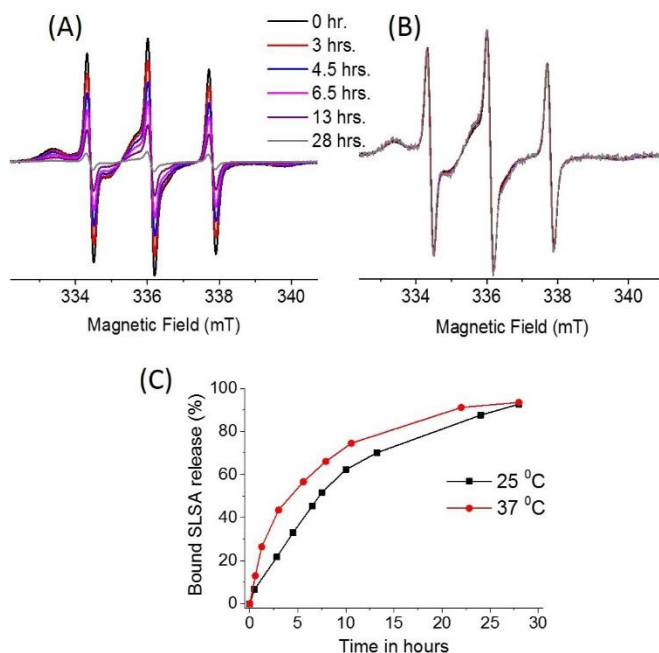 (A)
0 hr.
3 hrs.
4.5 hrs.
6.5 hrs.
13 hrs.
28 hrs.
334 336 338 340
Magnetic Field (mT)
(B)
334 336 338 340
Magnetic Field (mT)
(C)
Bound SLSA release (%)
100
80
60
40
20
0
25 ⁰C
37 ⁰C
0 5 10 15 20 25 30
Time in hours